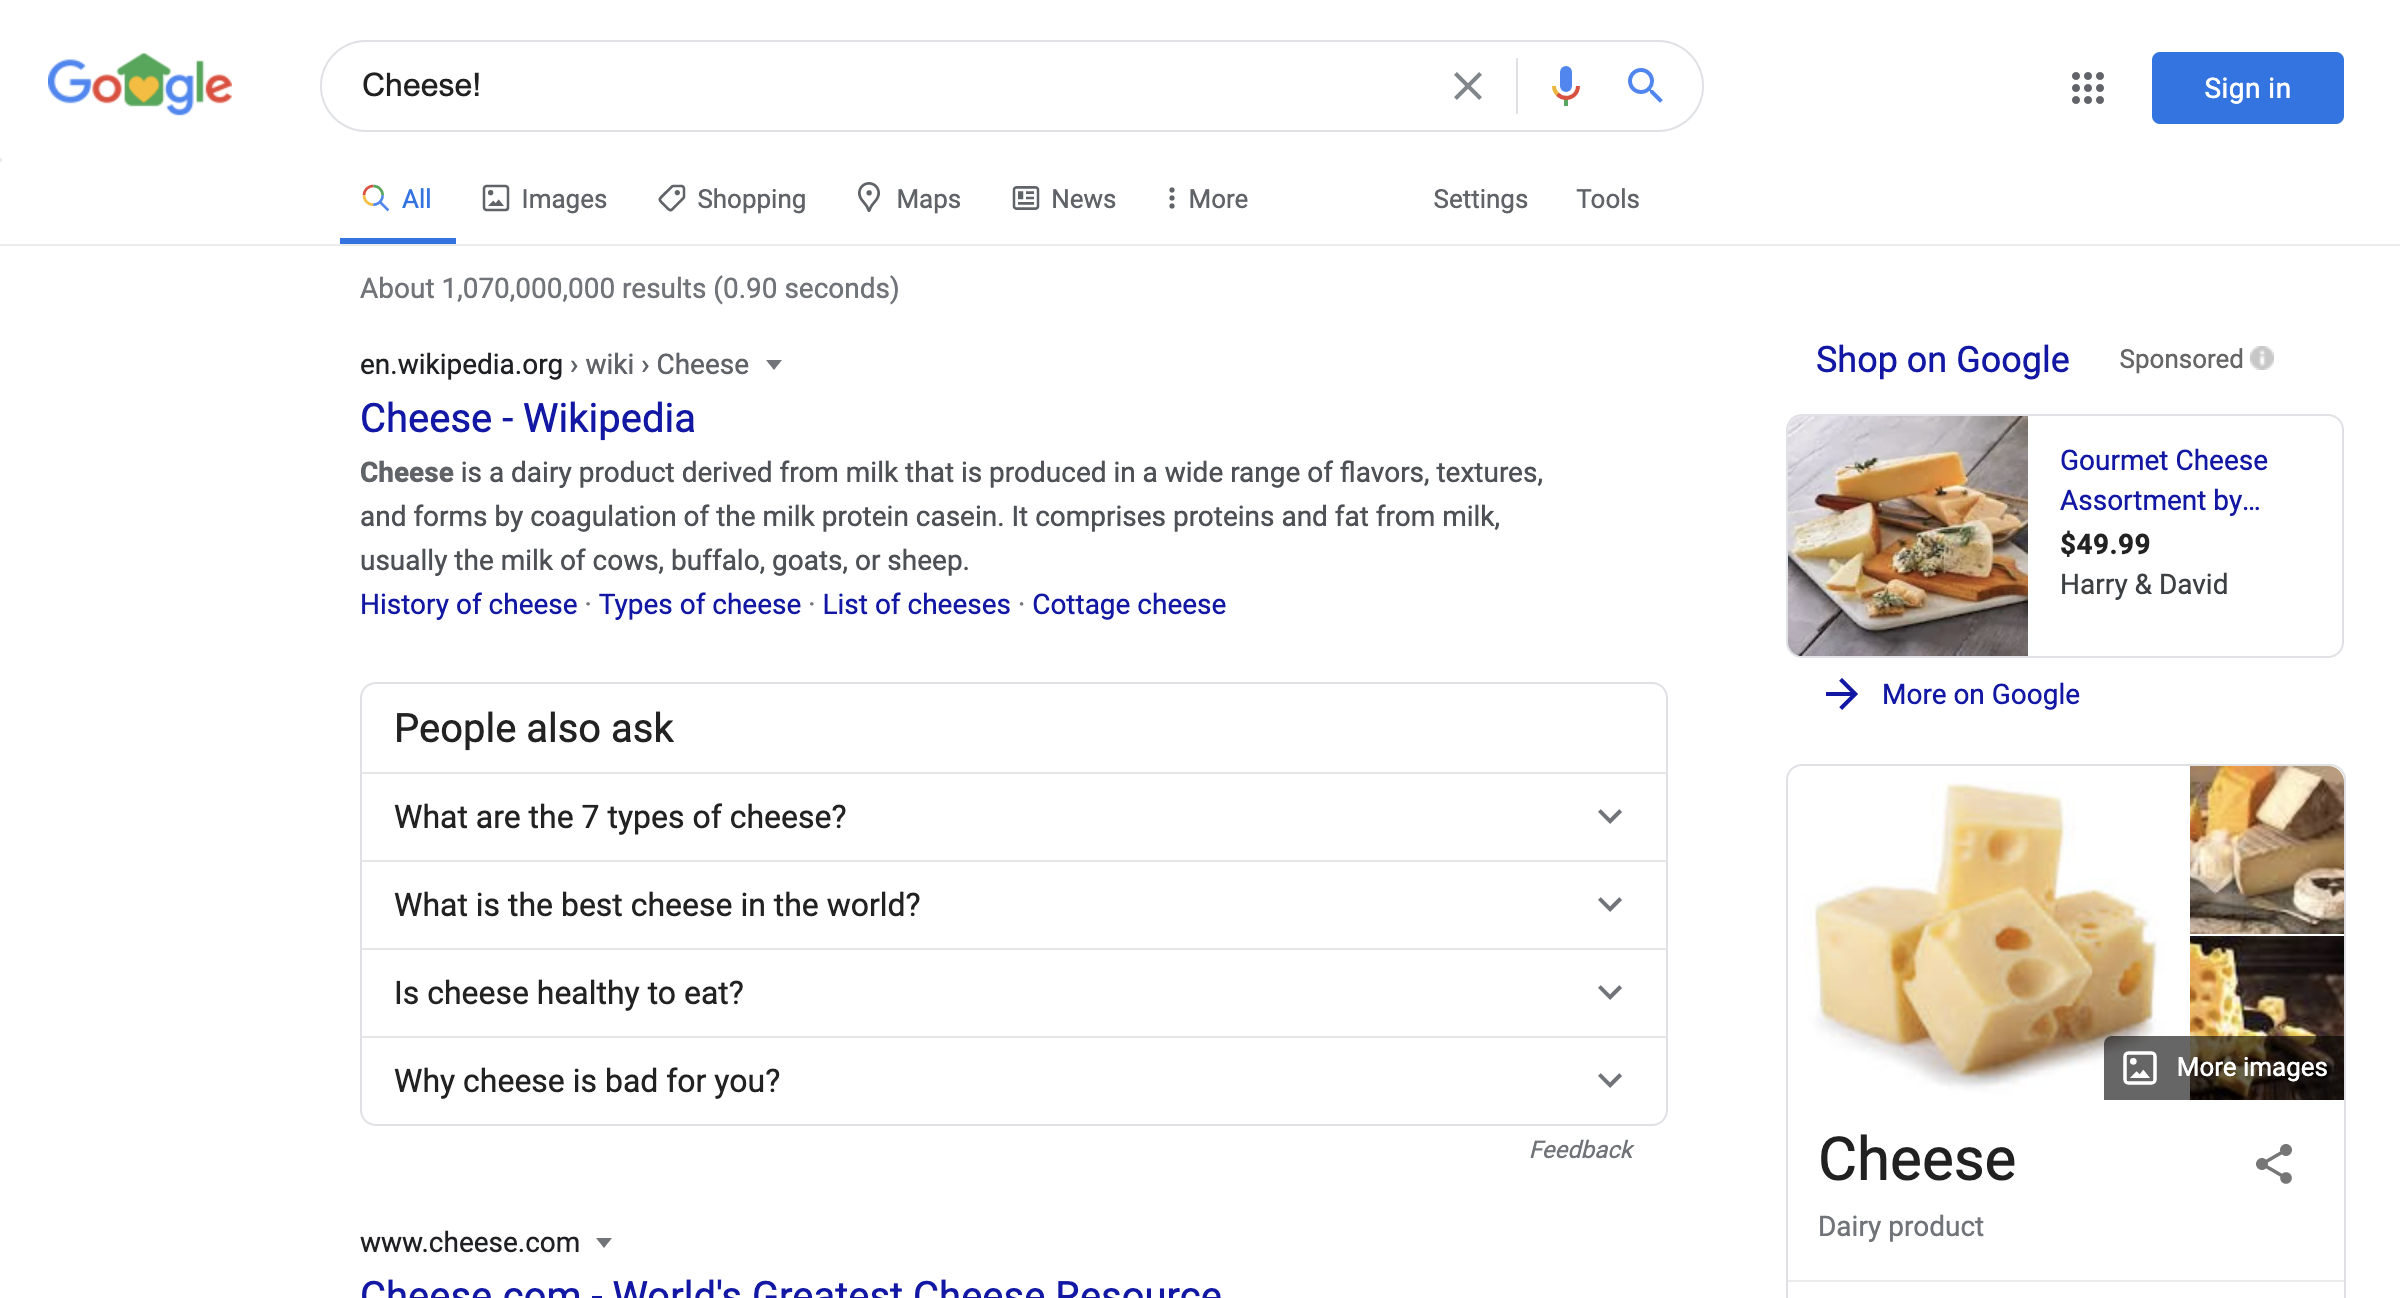 Google
Cheese!
Sign in
All
Images
Shopping
Maps
News
More
Settings
Tools
About 1,070,000,000 results (0.90 seconds)
en.wikipedia.org › wiki › Cheese
Cheese - Wikipedia
Cheese is a dairy product derived from milk that is produced in a wide range of flavors, textures,
and forms by coagulation of the milk protein casein. It comprises proteins and fat from milk,
usually the milk of cows, buffalo, goats, or sheep.
History of cheese · Types of cheese · List of cheeses · Cottage cheese
People also ask
What are the 7 types of cheese?
What is the best cheese in the world?
Is cheese healthy to eat?
Why cheese is bad for you?
Feedback
www.cheese.com
Cheese.com - World's Greatest Cheese Resource
Shop on Google
Sponsored
Gourmet Cheese
Assortment by...
$49.99
Harry & David
More on Google
More images
Cheese
Dairy product